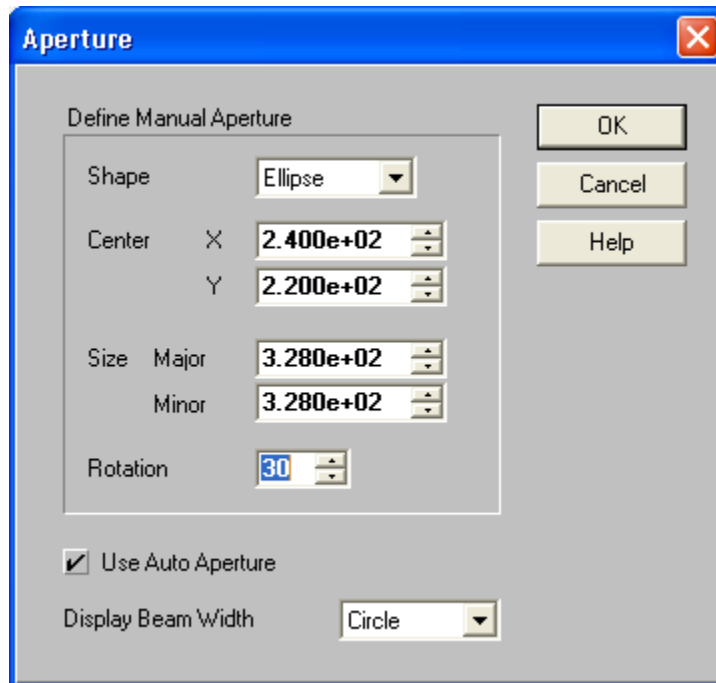 Aperture
Define Manual Aperture
OK
Shape Ellipse
Cancel
Center X 2.400e+02
Help
Y 2.200e+02
Size Major 3.280e+02
Minor 3.280e+02
Rotation 30
Use Auto Aperture
Display Beam Width Circle